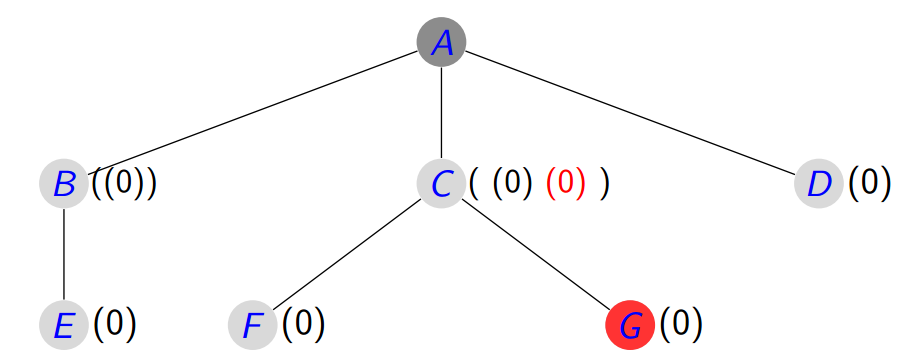 A
B ((0)) C ( (0) (0) ) D (0)
E (0) F (0) G (0)